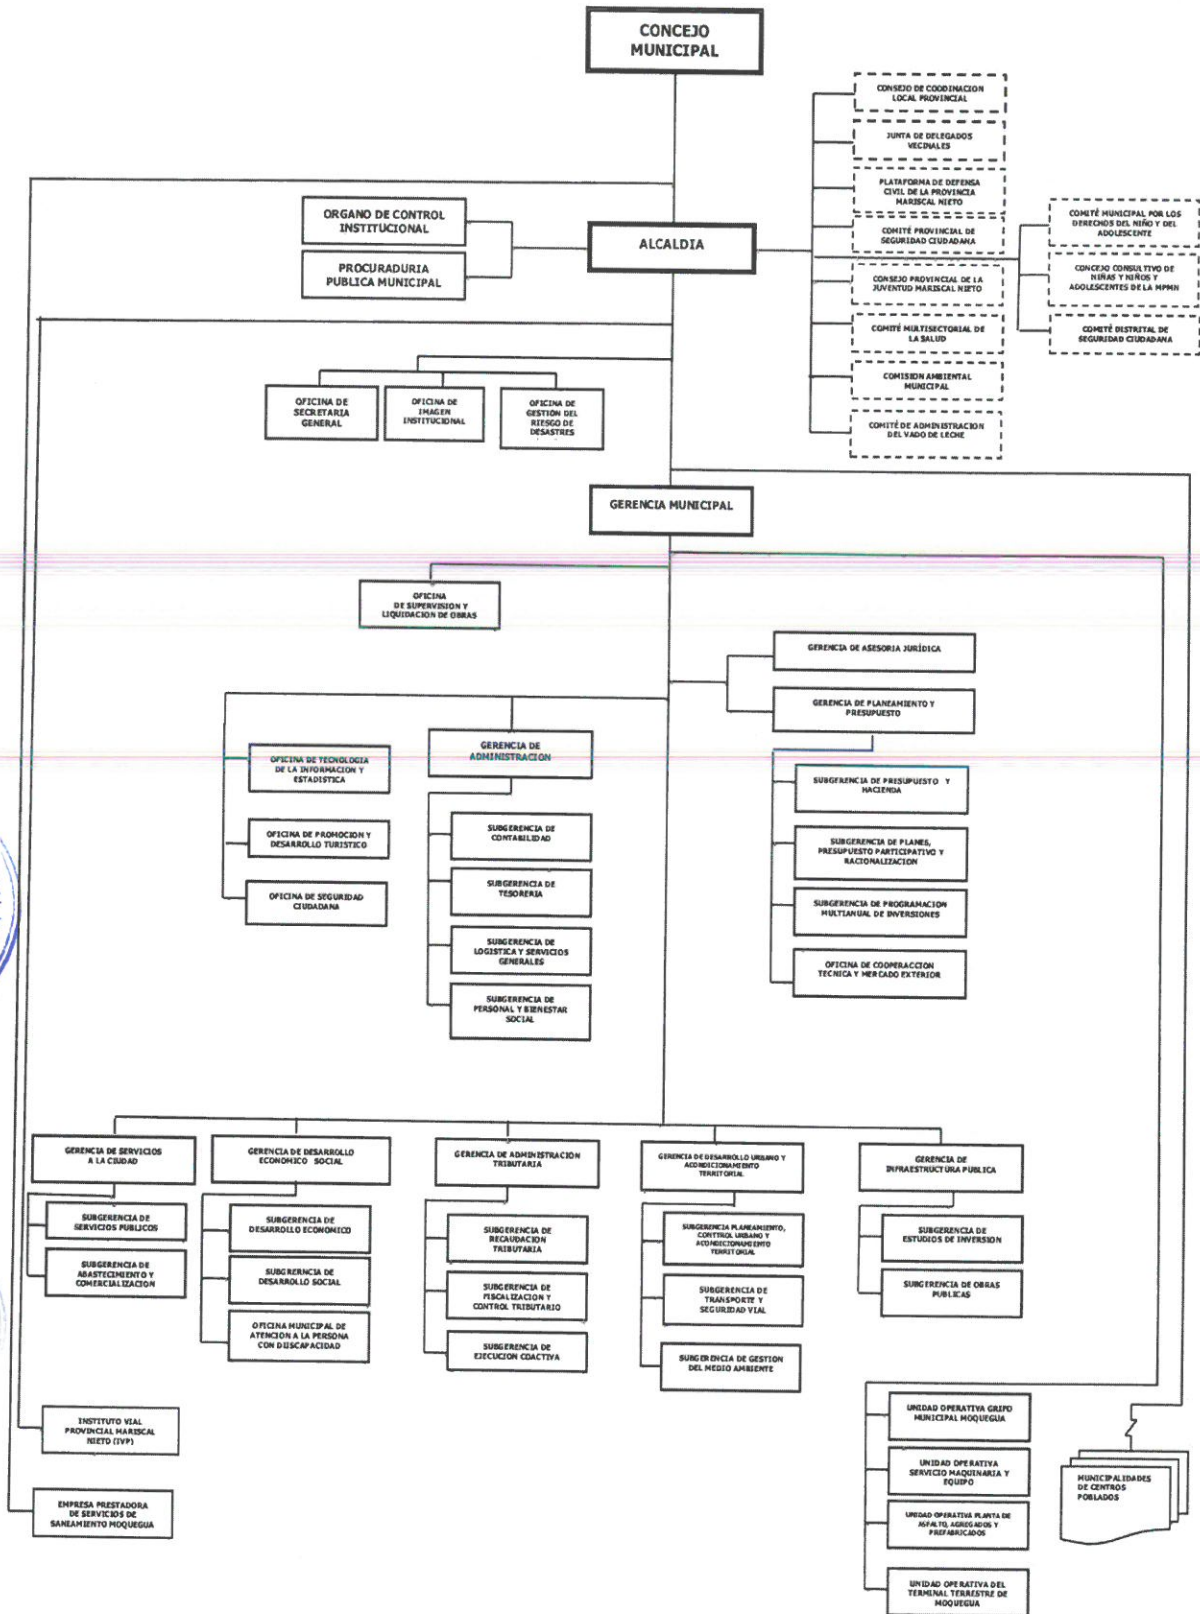 CONCEJO
MUNICIPAL
CONSEJO DE COODINACION
LOCAL PROVINCIAL
JUNTA DE DELEGADOS
VECINALES
PLATAFORMA DE DEFENSA
CIVIL DE LA PROVINCIA
MARISCAL NIETO
COMITÉ PROVINCIAL DE
SEGURIDAD CIUDADANA
CONSEJO PROVINCIAL DE LA
JUVENTUD MARISCAL NIETO
COMITÉ MULTISECTORIAL DE
LA SALUD
COMISION AMBIENTAL
MUNICIPAL
COMITÉ DE ADMINISTRACION
DEL VADO DE LECHE
COMITÉ MUNICIPAL POR LOS
DERECHOS DEL NIÑO Y DEL
ADOLESCENTE
CONCEJO CONSULTIVO DE
NIÑAS Y NIÑOS Y
ADOLESCENTES DE LA MPMN
COMITÉ DISTRITAL DE
SEGURIDAD CIUDADANA
ORGANO DE CONTROL
INSTITUCIONAL
PROCURADURIA
PUBLICA MUNICIPAL
ALCALDIA
OFICINA DE
SECRETARIA
GENERAL
OFICINA DE
IMAGEN
INSTITUCIONAL
OFICINA DE
GESTIÓN DEL
RIESGO DE
DESASTRES
GERENCIA MUNICIPAL
OFICINA
DE SUPERVISION Y
LIQUIDACION DE OBRAS
GERENCIA DE ASESORIA JURÍDICA
GERENCIA DE PLANEAMIENTO Y
PRESUPUESTO
OFICINA DE TECNOLOGIA
DE LA INFORMACION Y
ESTADISTICA
OFICINA DE PROMOCION Y
DESARROLLO TURISTICO
OFICINA DE SEGURIDAD
CIUDADANA
GERENCIA DE
ADMINISTRACION
SUBGERENCIA DE
CONTABILIDAD
SUBGERENCIA DE
TESORERIA
SUBGERENCIA DE
LOGISTICA Y SERVICIOS
GENERALES
SUBGERENCIA DE
PERSONAL Y BIENESTAR
SOCIAL
SUBGERENCIA DE PRESUPUESTO Y
HACIENDA
SUBGERENCIA DE PLANES,
PRESUPUESTO PARTICIPATIVO Y
RACIONALIZACION
SUBGERENCIA DE PROGRAMACION
MULTIANUAL DE INVERSIONES
OFICINA DE COOPERACCION
TECNICA Y MERCADO EXTERIOR
GERENCIA DE SERVICIOS
A LA CIUDAD
SUBGERENCIA DE
SERVICIOS PUBLICOS
SUBGERENCIA DE
ABASTECIMIENTO Y
COMERCIALIZACION
GERENCIA DE DESARROLLO
ECONOMICO SOCIAL
SUBGERENCIA DE
DESARROLLO ECONOMICO
SUBGRERNCIA DE
DESARROLLO SOCIAL
OFICINA MUNICIPAL DE
ATENCION A LA PERSONA
CON DIISCAPACIDAD
GERENCIA DE ADMINISTRACION
TRIBUTARIA
SUBGERENCIA DE
RECAUDACION
TRIBUTARIA
SUBGERENCIA DE
FISCALIZACION Y
CONTROL TRIBUTARIO
SUBGERENCIA DE
EJECUCION COACTIVA
GERENCIA DE DESARROLLO URBANO Y
ACONDICIONAMIENTO
TERRITORIAL
SUBGERENCIA PLANEAMIENTO,
CONTTROL URBANO Y
ACONDICIONAMIENTO
TERRITORIAL
SUBGERENCIA DE
TRANSPORTE Y
SEGURIDAD VIAL
SUBGERENCIA DE GESTION
DEL MEDIO AMBIENTE
GERENCIA DE
INFRAESTRUCTURA PUBLICA
SUBGERENCIA DE
ESTUDIOS DE INVERSION
SUBGERENCIA DE OBRAS
PUBLICAS
INSTITUTO VIAL
PROVINCIAL MARISCAL
NIETO (IVP)
EMPRESA PRESTADORA
DE SERVICIOS DE
SANEAMIENTO MOQUEGUA
UNIDAD OPERATIVA GRIFO
MUNICIPAL MOQUEGUA
UNIDAD OPERATIVA
SERVICIO MAQUINARIA Y
EQUIPO
UNIDAD OPERATIVA PLANTA DE
ASFALTO, AGREGADOS Y
PREFABRICADOS
UNIDAD OPERATIVA DEL
TERMINAL TERRESTRE DE
MOQUEGUA
MUNICIPALIDADES
DE CENTROS
POBLADOS